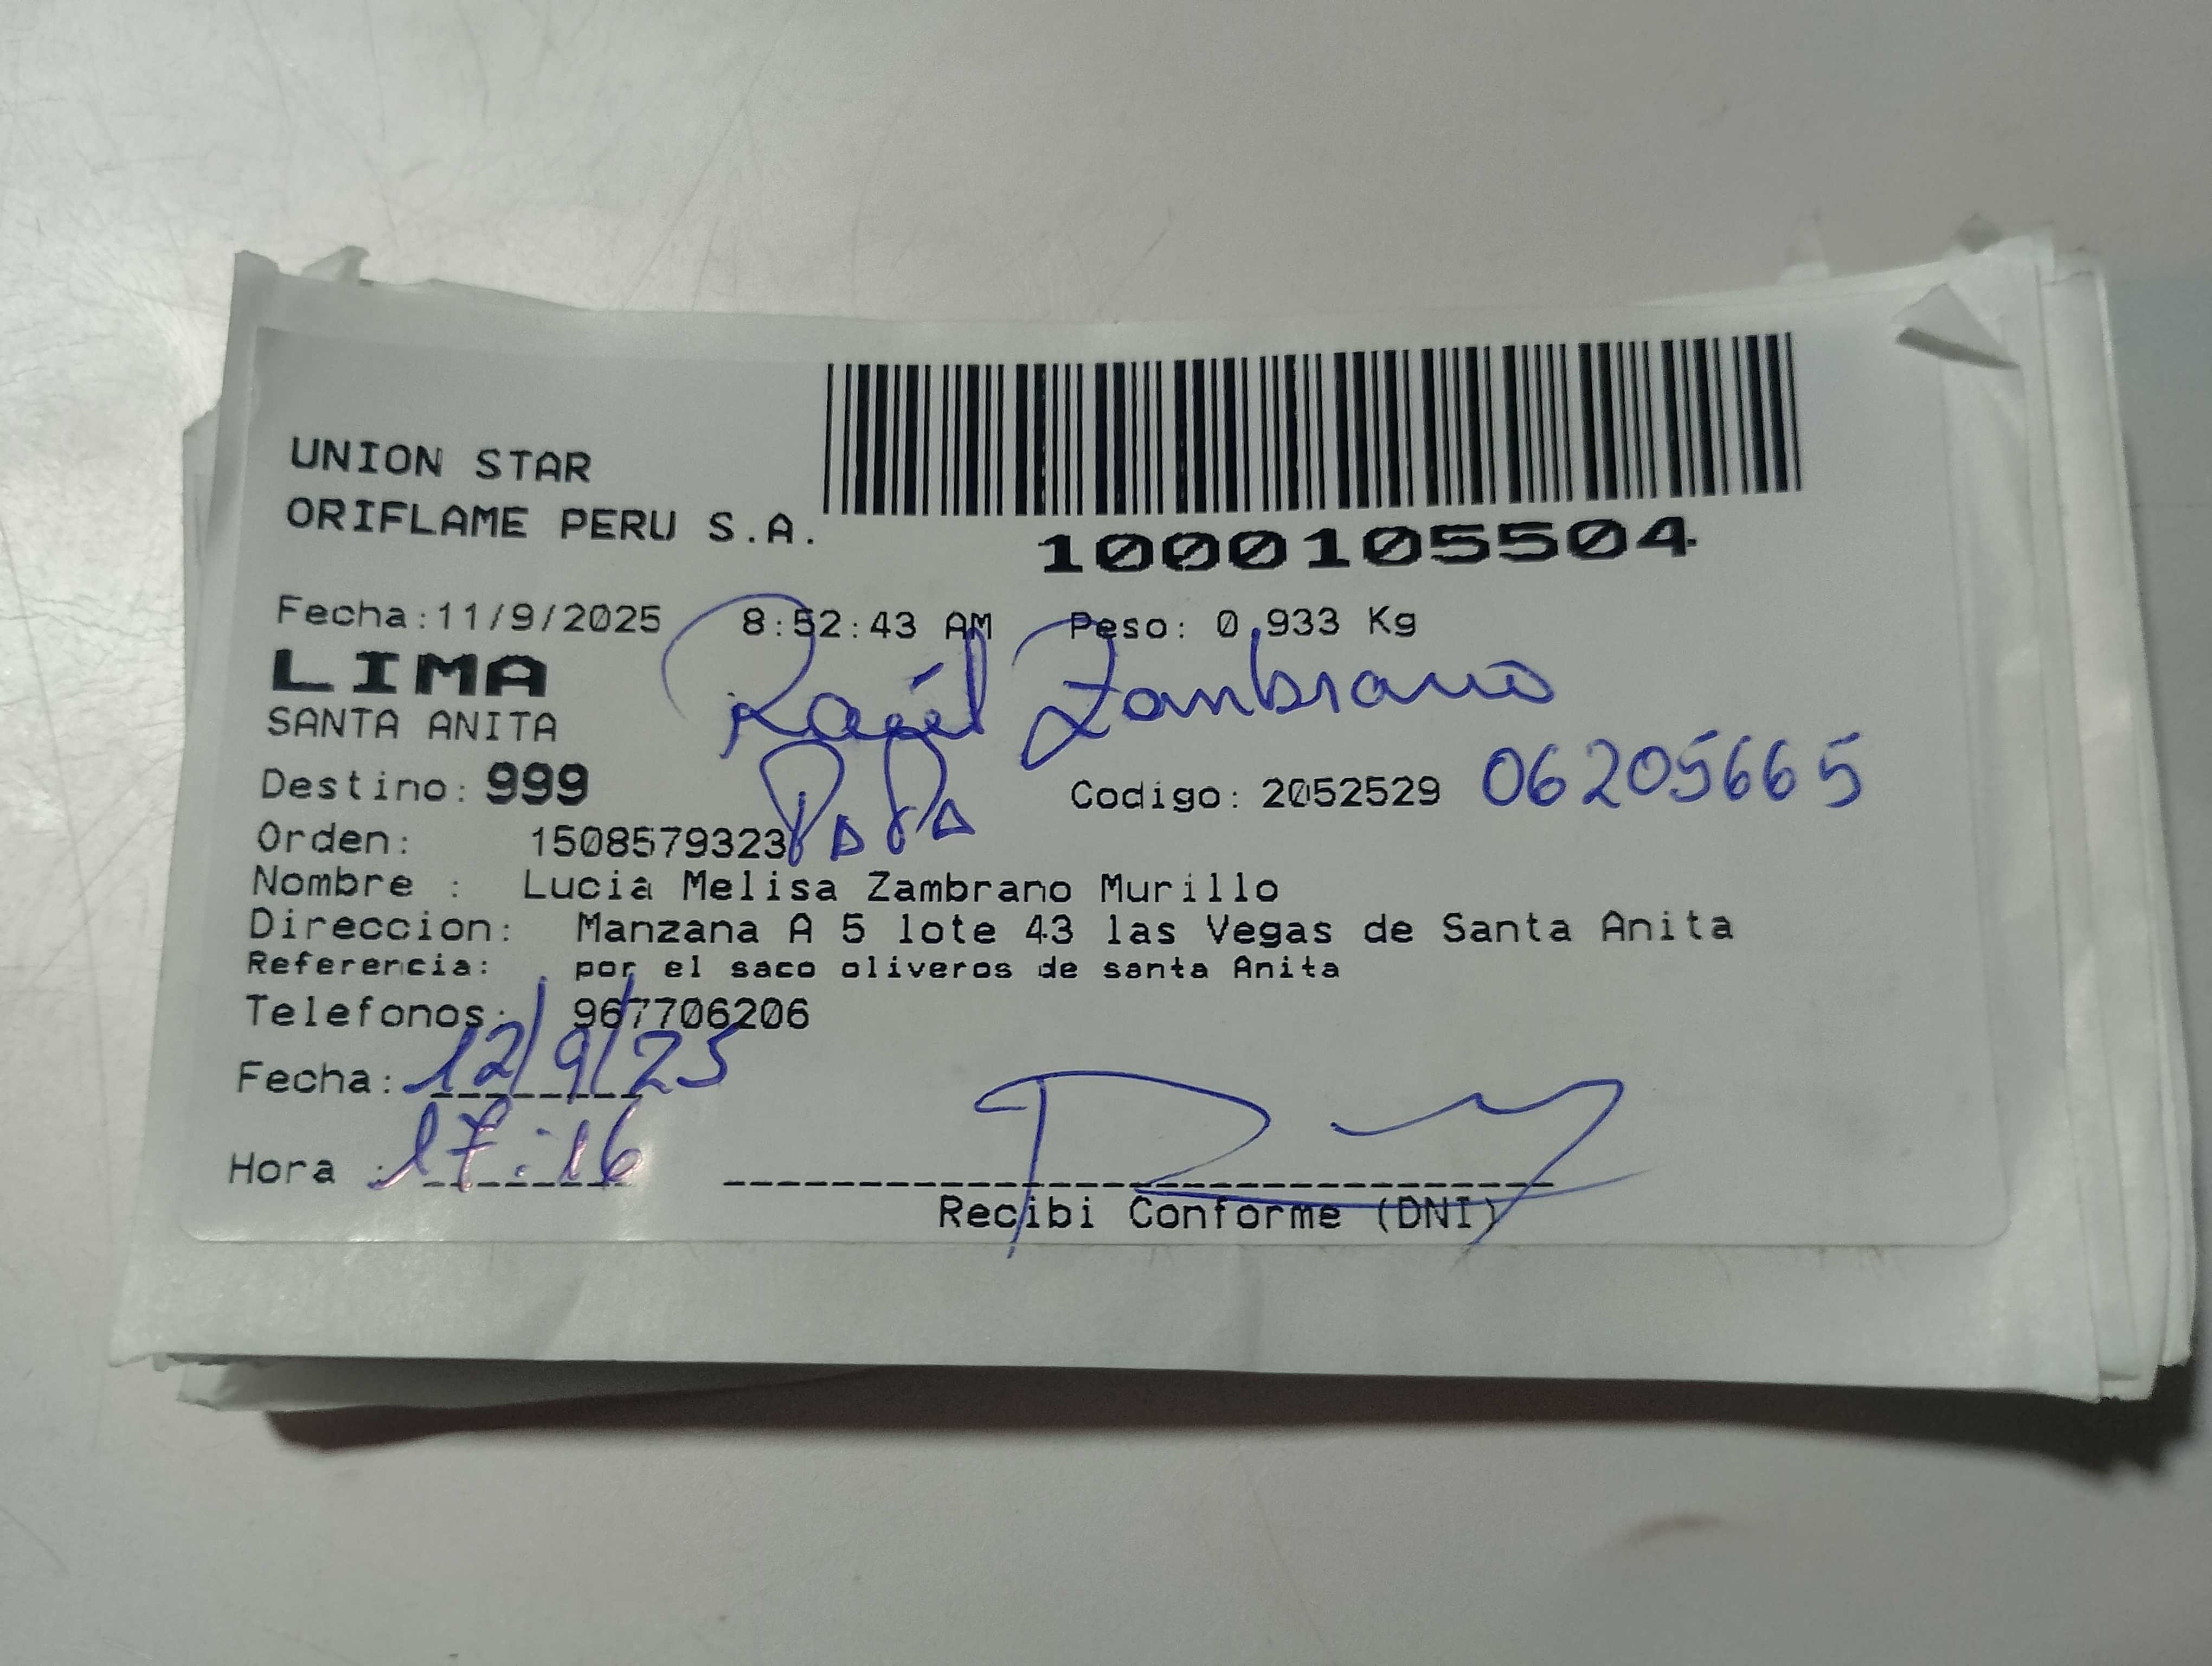 UNION STAR
ORIFLAME PERU S.A.
1000105504
Fecha:11/9/2025 8:52:43 AM Peso: 0.933 Kg
LIMA
Zambrano
SANTA ANITA
Destino: 999
PAPA
Codigo: 2052529 06205665
Orden: 1508579323
Nombre : Lucia Melisa Zambrano Murillo
Direccion: Manzana A 5 lote 43 las Vegas de Santa Anita
Referencia: por el saco oliveros de santa Anita
Telefonos: 967706206
Fecha: 12/9/25
Hora : 17:16
Recibi Conforme (DNI)